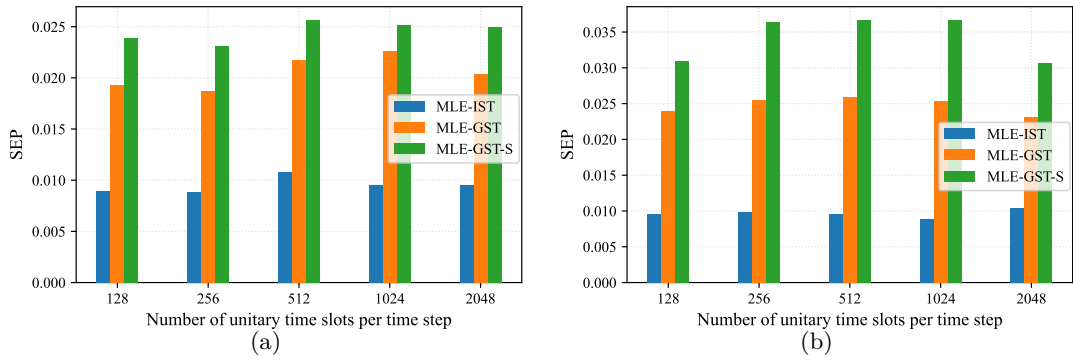 0.025
0.020
0.015
0.010
0.005
0.000
SEP
MLE-IST
MLE-GST
MLE-GST-S
128 256 512 1024 2048
Number of unitary time slots per time step
(a)
0.035
0.030
0.025
0.020
0.015
0.010
0.005
0.000
SEP
MLE-IST
MLE-GST
MLE-GST-S
128 256 512 1024 2048
Number of unitary time slots per time step
(b)